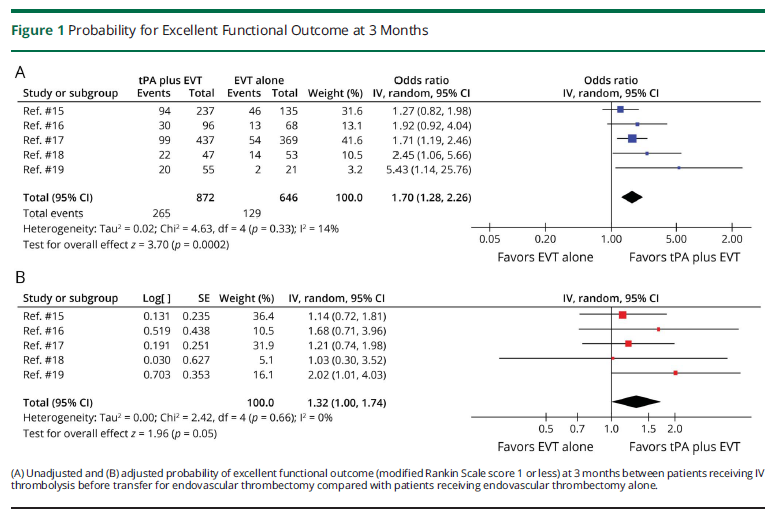 Figure 1 Probability for Excellent Functional Outcome at 3 Months
A
tPA plus EVT EVT alone Odds ratio Odds ratio
Study or subgroup Events Total Events Total Weight (%) IV, random, 95% CI IV, random, 95% CI
Ref. #15 94 237 46 135 31.6 1.27 (0.82, 1.98)
Ref. #16 30 96 13 68 13.1 1.92 (0.92, 4.04)
Ref. #17 99 437 54 369 41.6 1.71 (1.19, 2.46)
Ref. #18 22 47 14 53 10.5 2.45 (1.06, 5.66)
Ref. #19 20 55 2 21 3.2 5.43 (1.14, 25.76)
Total (95% CI) 872 646 100.0 1.70 (1.28, 2.26)
Total events 265 129
Heterogeneity: Tau² = 0.02; Chi² = 4.63, df = 4 (p = 0.33); I² = 14%
Test for overall effect z = 3.70 (p = 0.0002)
0.05 0.20 1.00 5.00 2.00
Favors EVT alone Favors tPA plus EVT
B
Study or subgroup Log[ ] SE Weight (%) IV, random, 95% CI IV, random, 95% CI
Ref. #15 0.131 0.235 36.4 1.14 (0.72, 1.81)
Ref. #16 0.519 0.438 10.5 1.68 (0.71, 3.96)
Ref. #17 0.191 0.251 31.9 1.21 (0.74, 1.98)
Ref. #18 0.030 0.627 5.1 1.03 (0.30, 3.52)
Ref. #19 0.703 0.353 16.1 2.02 (1.01, 4.03)
Total (95% CI) 100.0 1.32 (1.00, 1.74)
Heterogeneity: Tau² = 0.00; Chi² = 2.42, df = 4 (p = 0.66); I² = 0%
Test for overall effect z = 1.96 (p = 0.05)
0.5 0.7 1.0 1.5 2.0
Favors EVT alone Favors tPA plus EVT
(A) Unadjusted and (B) adjusted probability of excellent functional outcome (modified Rankin Scale score 1 or less) at 3 months between patients receiving IV
thrombolysis before transfer for endovascular thrombectomy compared with patients receiving endovascular thrombectomy alone.